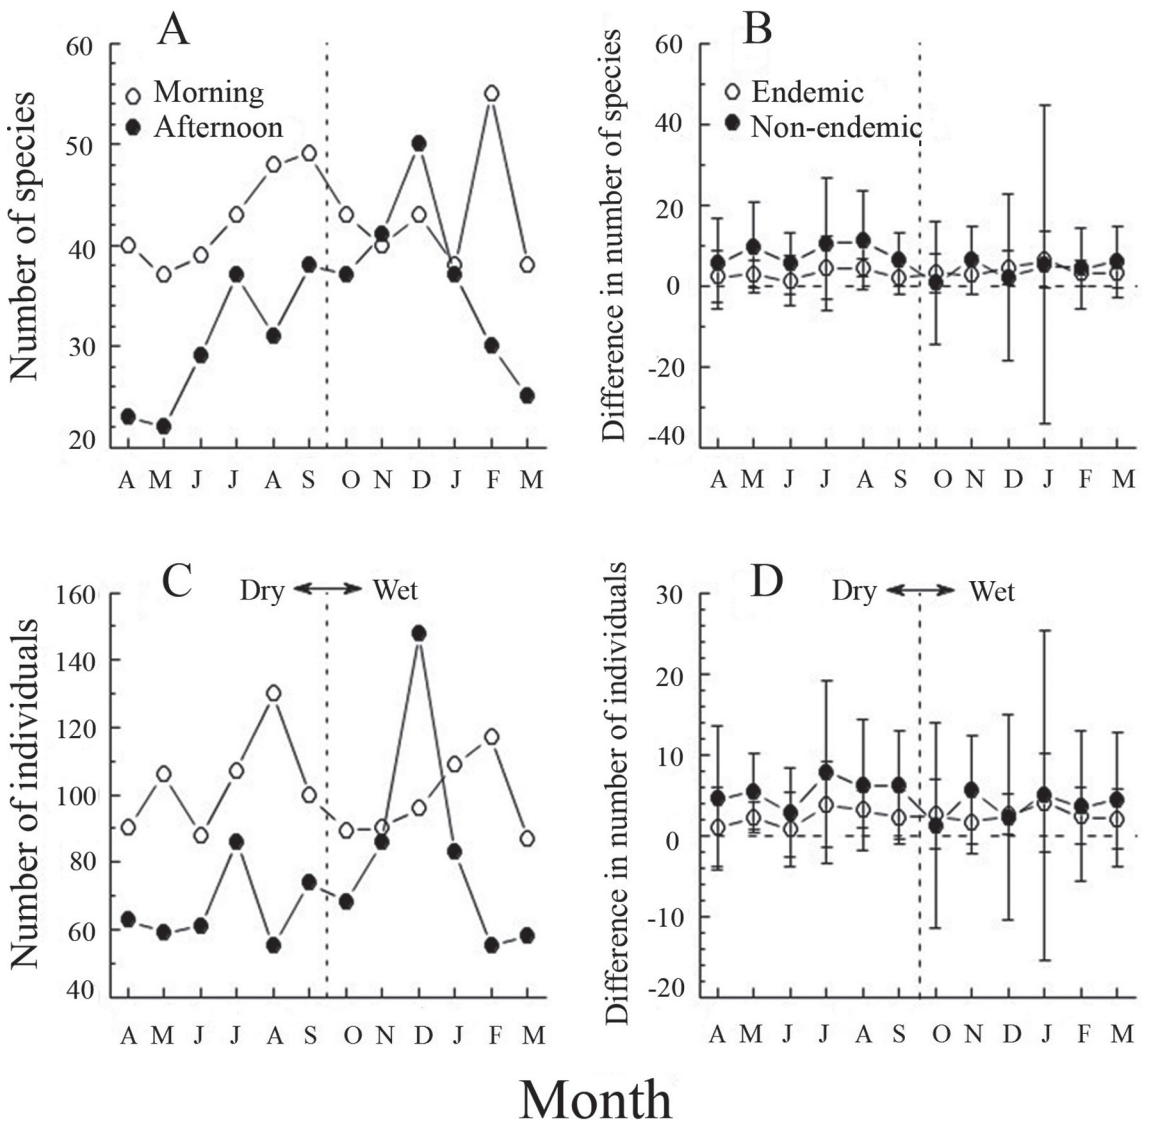 A
Number of species
60
50
40
30
20
Morning
Afternoon
A M J J A S O N D J F M
B
Difference in number of species
60
40
20
0
-20
-40
Endemic
Non-endemic
A M J J A S O N D J F M
C
Number of individuals
160
140
120
100
80
60
40
Dry Wet
A M J J A S O N D J F M
D
Difference in number of individuals
30
20
10
0
-10
-20
Dry Wet
A M J J A S O N D J F M
Month